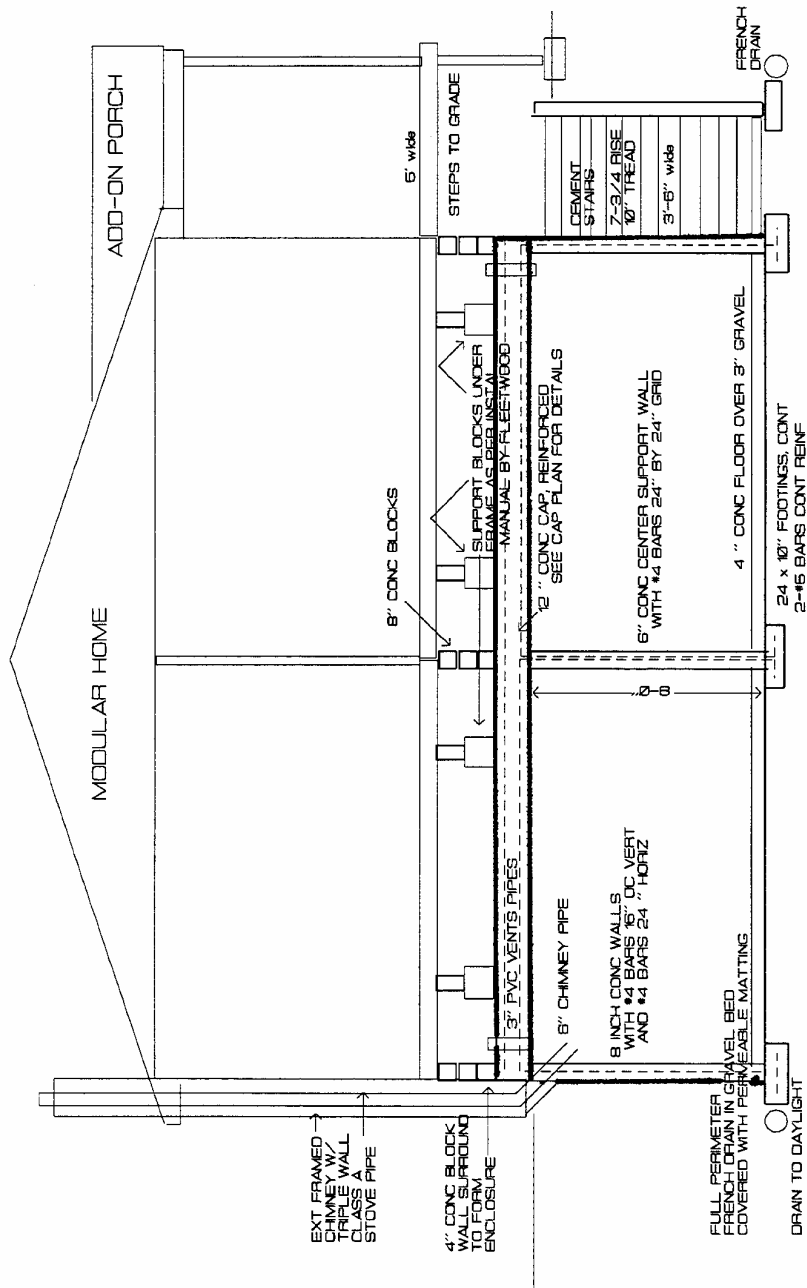 MODULAR HOME
ADD-ON PORCH
EXT FRAMED
CHIMNEY W/
TRIPLE WALL
CLASS A
STOVE PIPE
4" CONC BLOCK
WALL SURROUND
TO FORM
ENCLOSURE
8" CONC BLOCKS
SUPPORT BLOCKS UNDER
FRAME AS PER INSTAL
MANUAL BY FLEETWOOD
6' wide
STEPS TO GRADE
3" PVC VENTS PIPES
12" CONC CAP, REINFORCED
SEE CAP PLAN FOR DETAILS
6" CHIMNEY PIPE
8 INCH CONC WALLS
WITH #4 BARS 16" OC VERT
AND #4 BARS 24" HORIZ
8-0"
6" CONC CENTER SUPPORT WALL
WITH #4 BARS 24" BY 24" GRID
CEMENT
STAIRS
7-3/4 RISE
10" TREAD
3'-6" wide
4" CONC FLOOR OVER 3" GRAVEL
FULL PERIMETER
FRENCH DRAIN IN GRAVEL BED
COVERED WITH PERMEABLE MATTING
DRAIN TO DAYLIGHT
24 x 10" FOOTINGS, CONT
2-#6 BARS CONT REINF
FRENCH
DRAIN